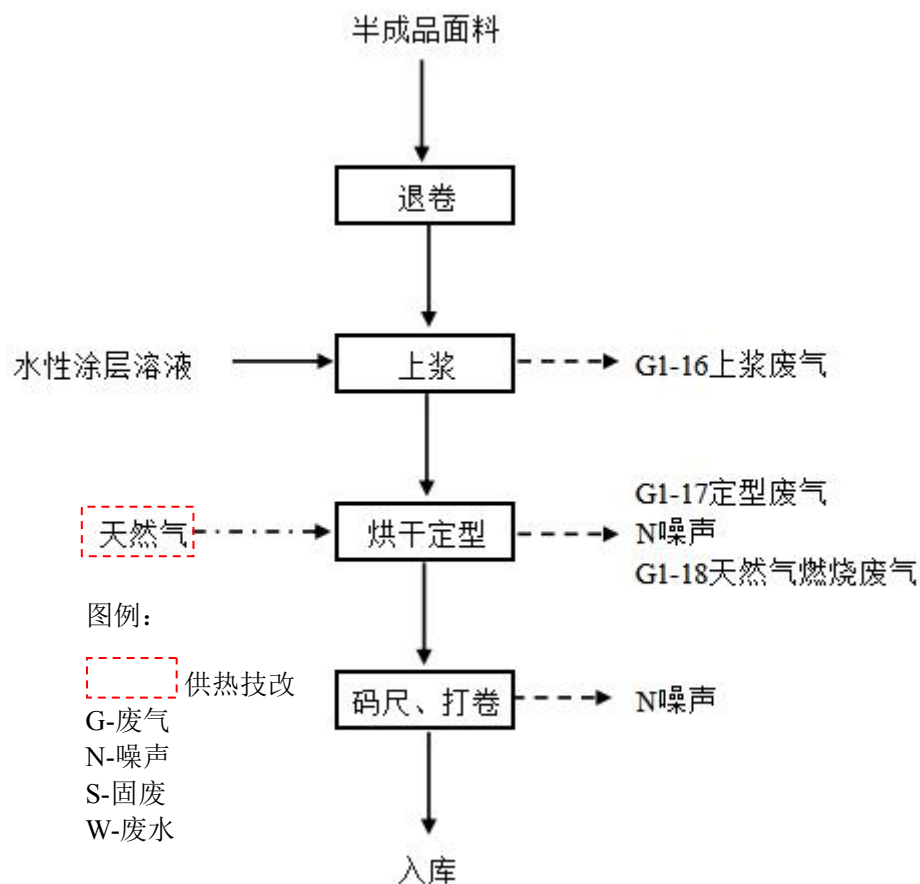 半成品面料
退卷
水性涂层溶液
上浆
G1-16上浆废气
天然气
烘干定型
G1-17定型废气
N噪声
G1-18天然气燃烧废气
图例：
供热技改
G-废气
N-噪声
S-固废
W-废水
码尺、打卷
N噪声
入库